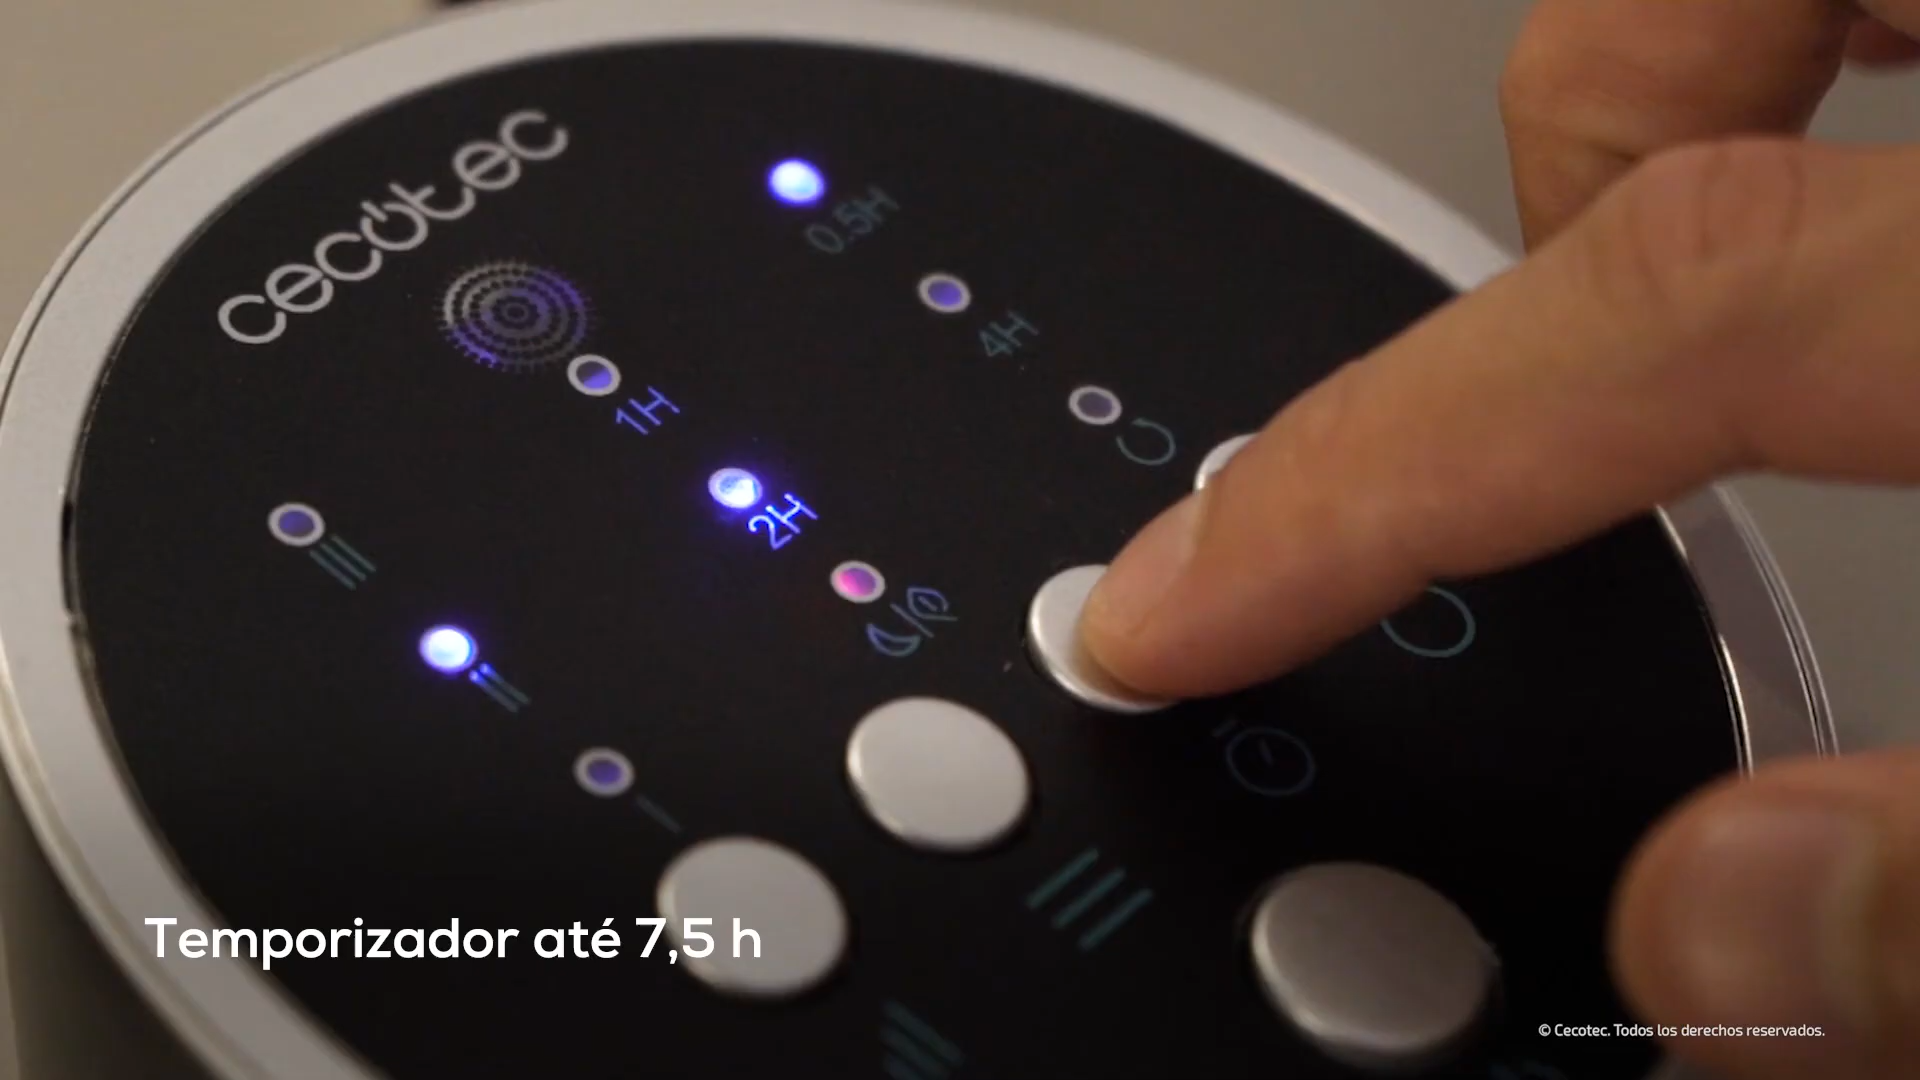 cecotec
0.5H
4H
1H
2H
Temporizador até 7,5 h
© Cecotec. Todos los derechos reservados.